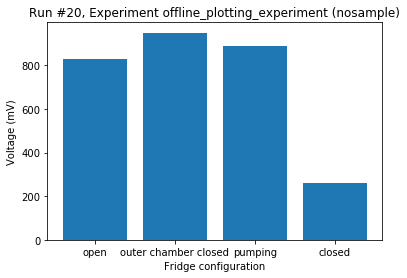 Run #20, Experiment offline_plotting_experiment (nosample)
Voltage (mV)
800
600
400
200
0
open outer chamber closed pumping closed
Fridge configuration